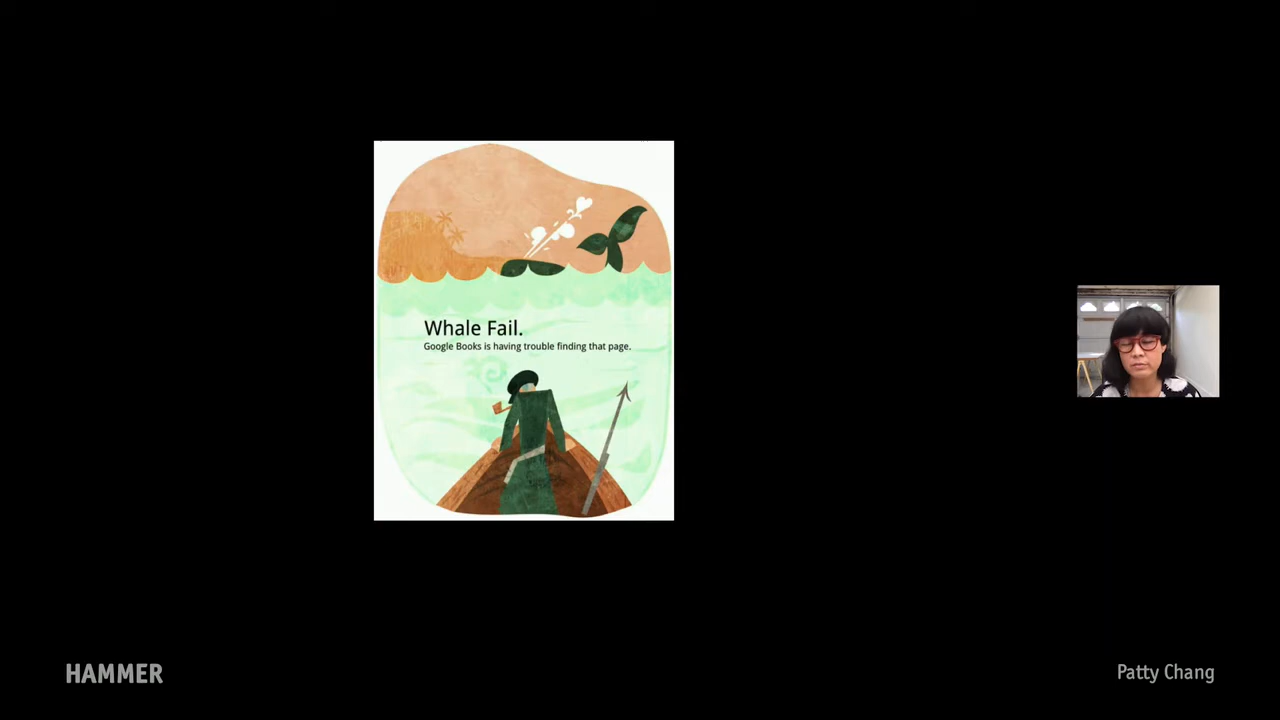 Whale Fail.
Google Books is having trouble finding that page.
HAMMER
Patty Chang